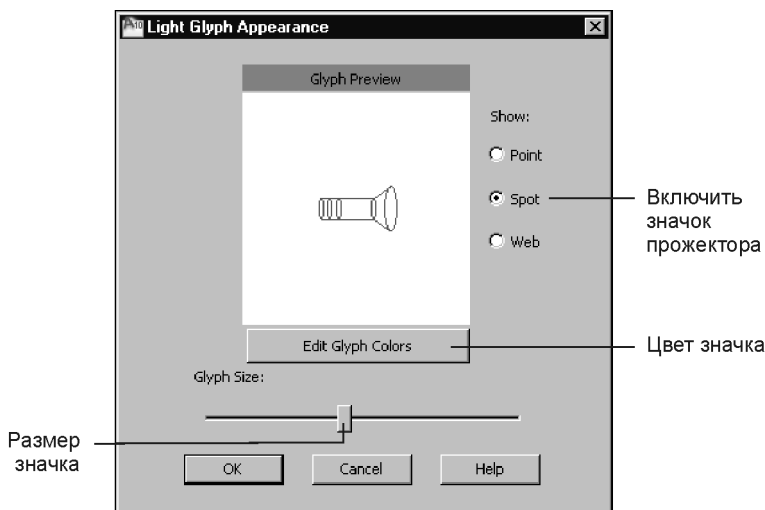 Light Glyph Appearance
Glyph Preview
Show:
Point
Spot
Web
Включить
значок
прожектора
Edit Glyph Colors
Цвет значка
Glyph Size:
Размер
значка
OK
Cancel
Help